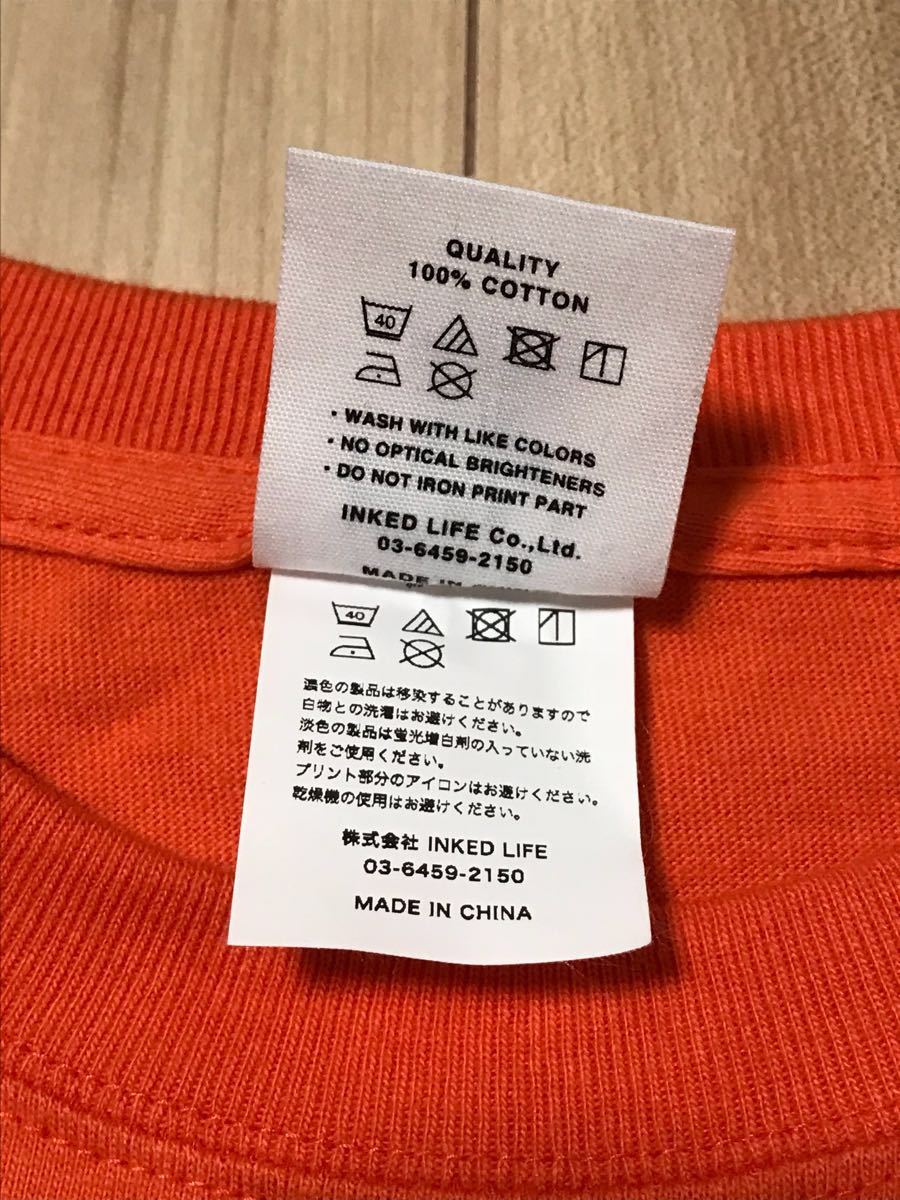 QUALITY
100% COTTON
40
• WASH WITH LIKE COLORS
• NO OPTICAL BRIGHTENERS
• DO NOT IRON PRINT PART
INKED LIFE Co.,Ltd.
03-6459-2150
MADE IN
40
濃色の製品は移染することがありますので
白物との洗濯はお避けください。
淡色の製品は蛍光増白剤の入っていない洗
剤をご使用ください。
プリント部分のアイロンはお避けください。
乾燥機の使用はお避けください。
株式会社 INKED LIFE
03-6459-2150
MADE IN CHINA